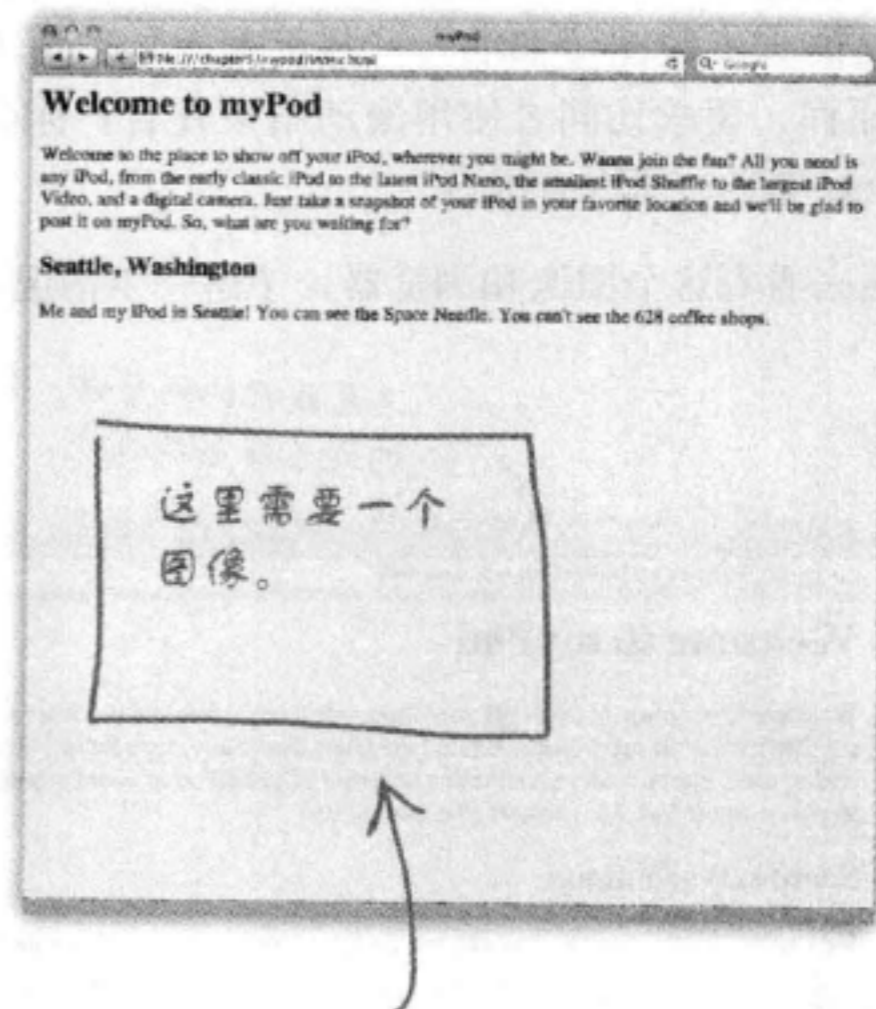 myPod
Google
Welcome to myPod
Welcome to the place to show off your iPod, wherever you might be. Wanna join the fun? All you need is
any iPod, from the early classic iPod to the latest iPod Nano, the smallest iPod Shuffle to the largest iPod
Video, and a digital camera. Just take a snapshot of your iPod in your favorite location and we'll be glad to
post it on myPod. So, what are you waiting for?
Seattle, Washington
Me and my iPod in Seattle! You can see the Space Needle. You can't see the 628 coffee shops.
这里需要一个
图像。